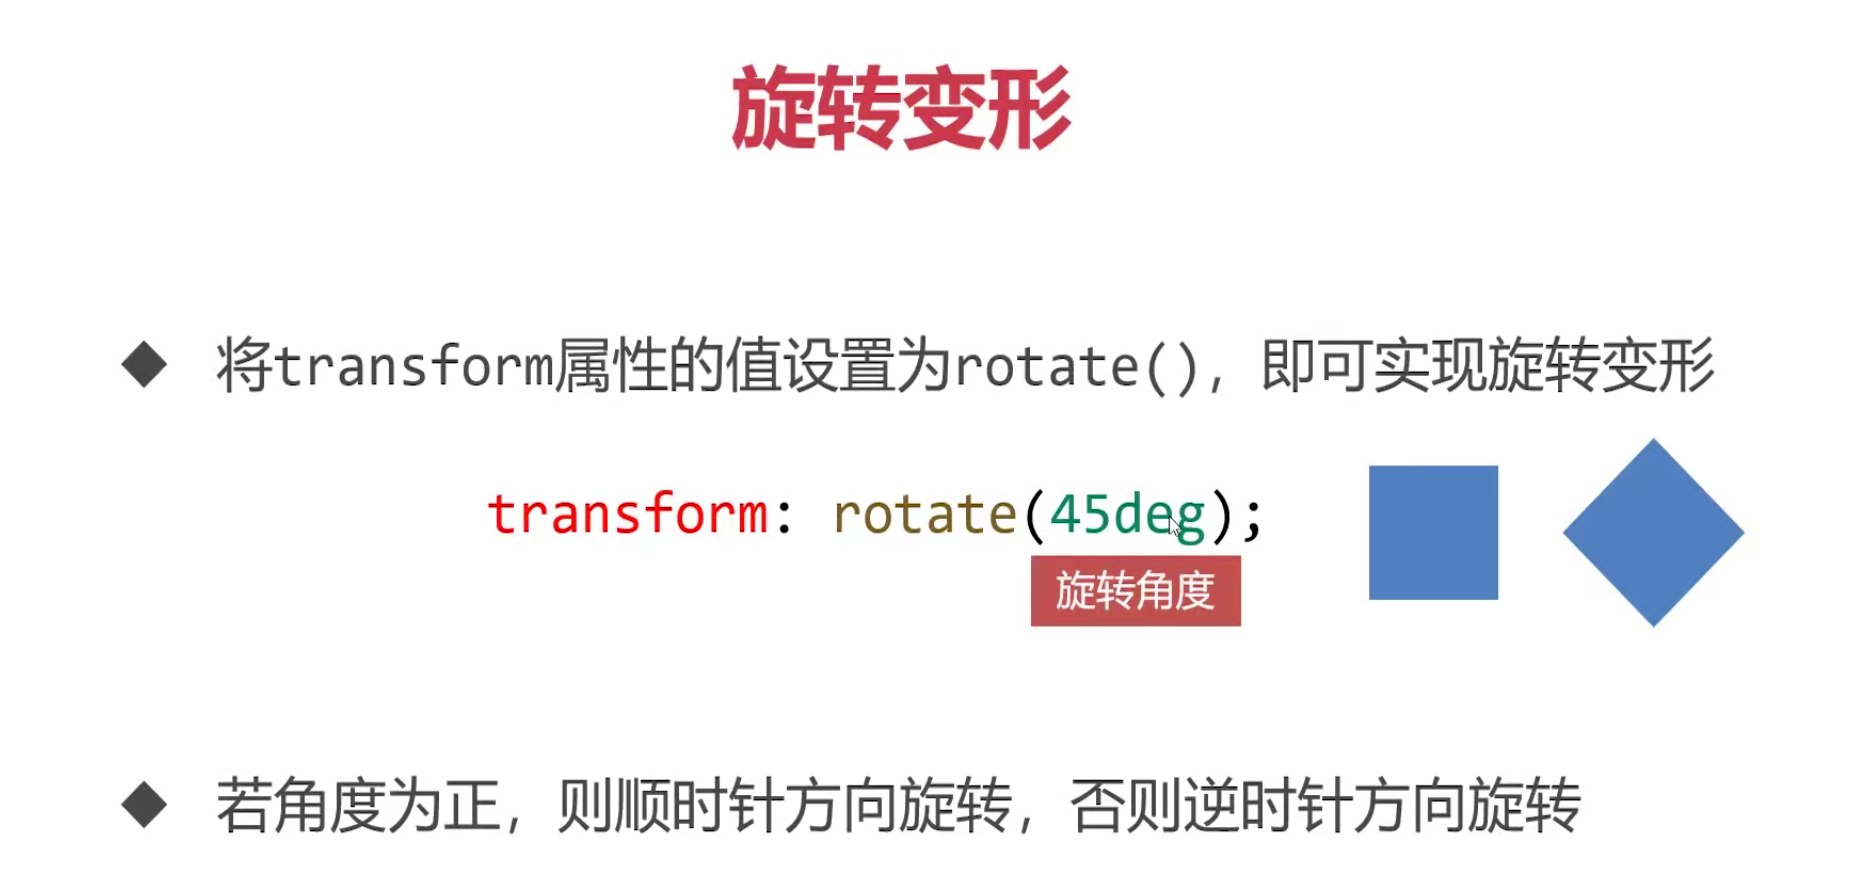 旋转变形
将transform属性的值设置为rotate()，即可实现旋转变形
transform: rotate(45deg);
旋转角度
若角度为正，则顺时针方向旋转，否则逆时针方向旋转